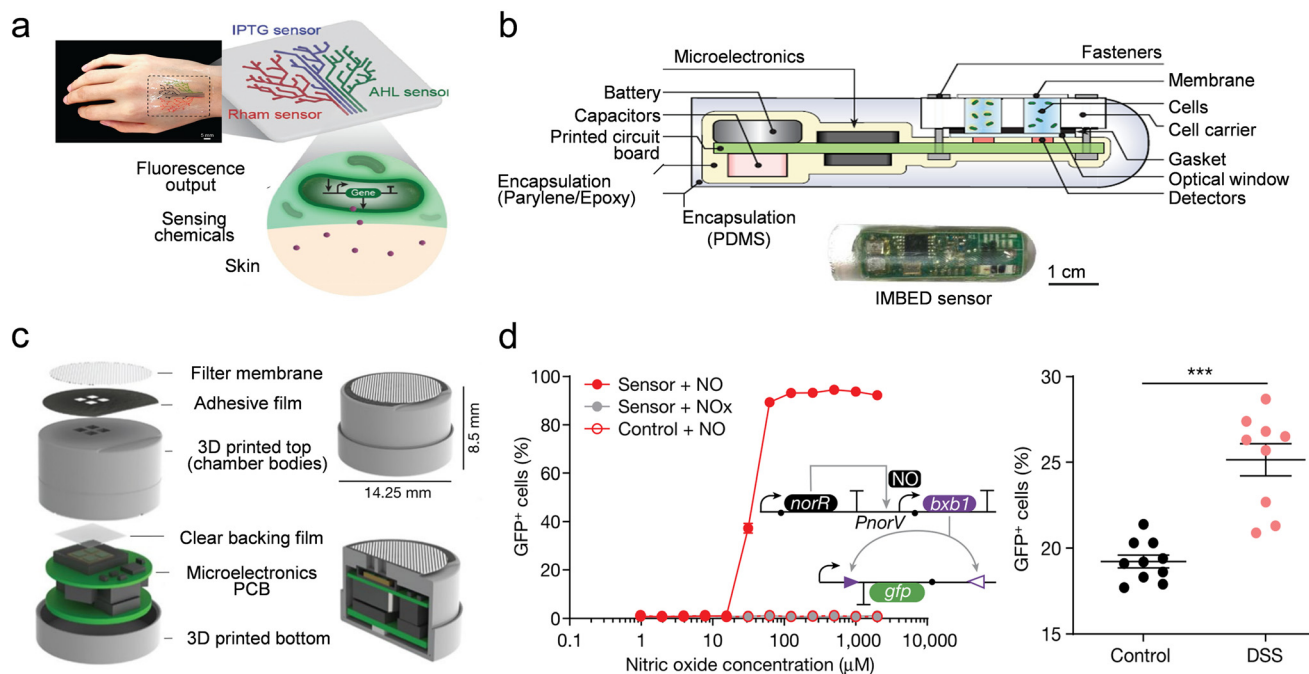 a
IPTG sensor
AHL sensor
Rham sensor
5 mm
Fluorescence
output
Gene
Sensing
chemicals
Skin
b
Microelectronics
Battery
Capacitors
Printed circuit
board
Encapsulation
(Parylene/Epoxy)
Encapsulation
(PDMS)
Fasteners
Membrane
Cells
Cell carrier
Gasket
Optical window
Detectors
1 cm
IMBED sensor
c
Filter membrane
Adhesive film
3D printed top
(chamber bodies)
8.5 mm
14.25 mm
Clear backing film
Microelectronics
PCB
3D printed bottom
d
GFP+ cells (%)
100
80
60
40
20
0
0.1
1
10
100
1,000
10,000
Nitric oxide concentration (μM)
Sensor + NO
Sensor + NOx
Control + NO
NO
norR
PnorV
bxb1
gfp
GFP+ cells (%)
30
25
20
15
***
Control
DSS